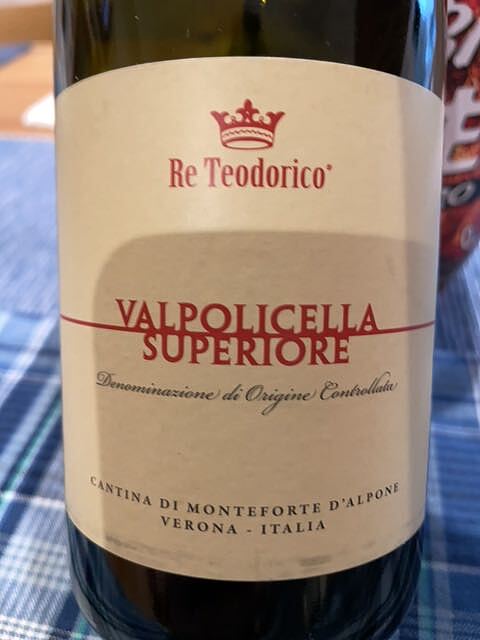 Re Teodorico®
VALPOLICELLA
SUPERIORE
Denominazione di Origine Controllata
CANTINA DI MONTEFORTE D'ALPONE
VERONA - ITALIA